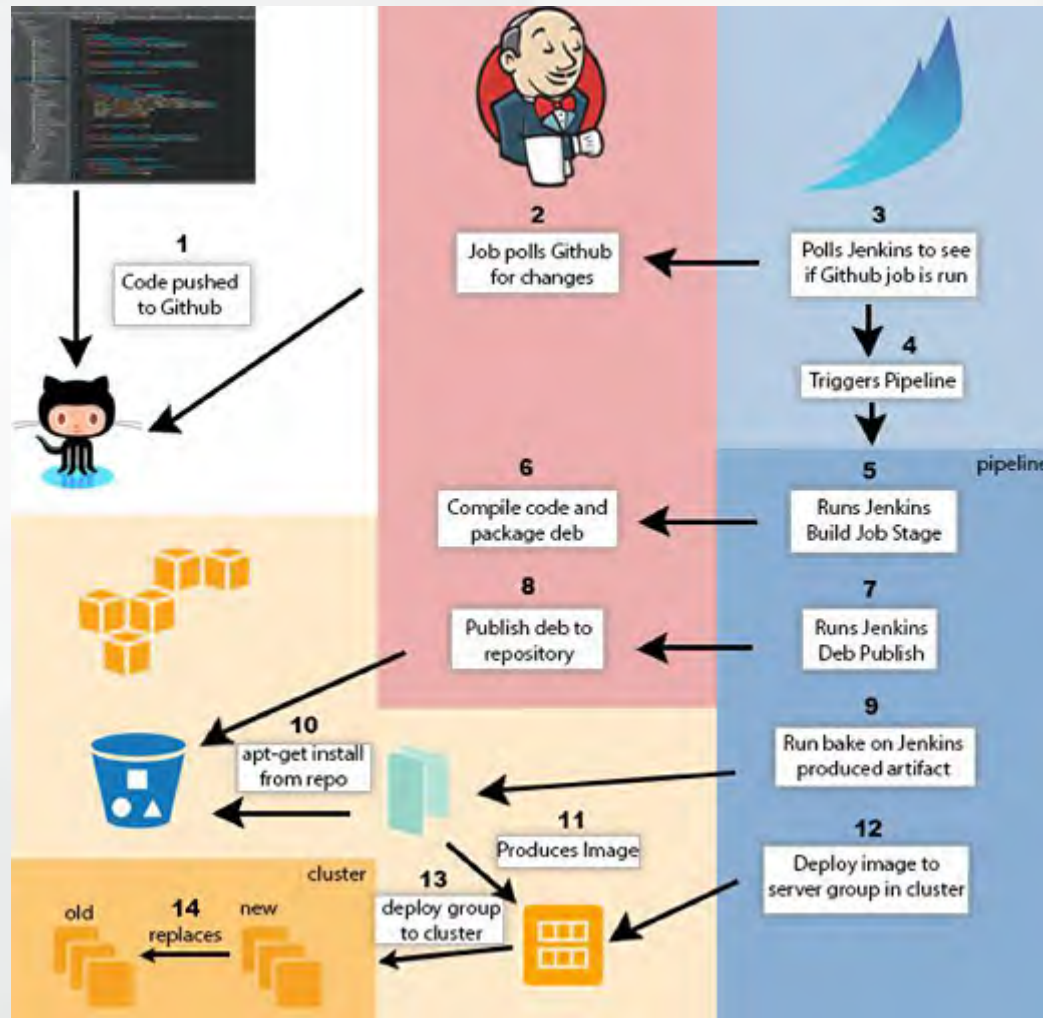 1
Code pushed
to Github
2
Job polls Github
for changes
3
Polls Jenkins to see
if Github job is run
4
Triggers Pipeline
pipeline
5
Runs Jenkins
Build Job Stage
6
Compile code and
package deb
7
Runs Jenkins
Deb Publish
8
Publish deb to
repository
9
Run bake on Jenkins
produced artifact
10
apt-get install
from repo
11
Produces Image
12
Deploy image to
server group in cluster
13
deploy group
to cluster
cluster
old
14
replaces
new